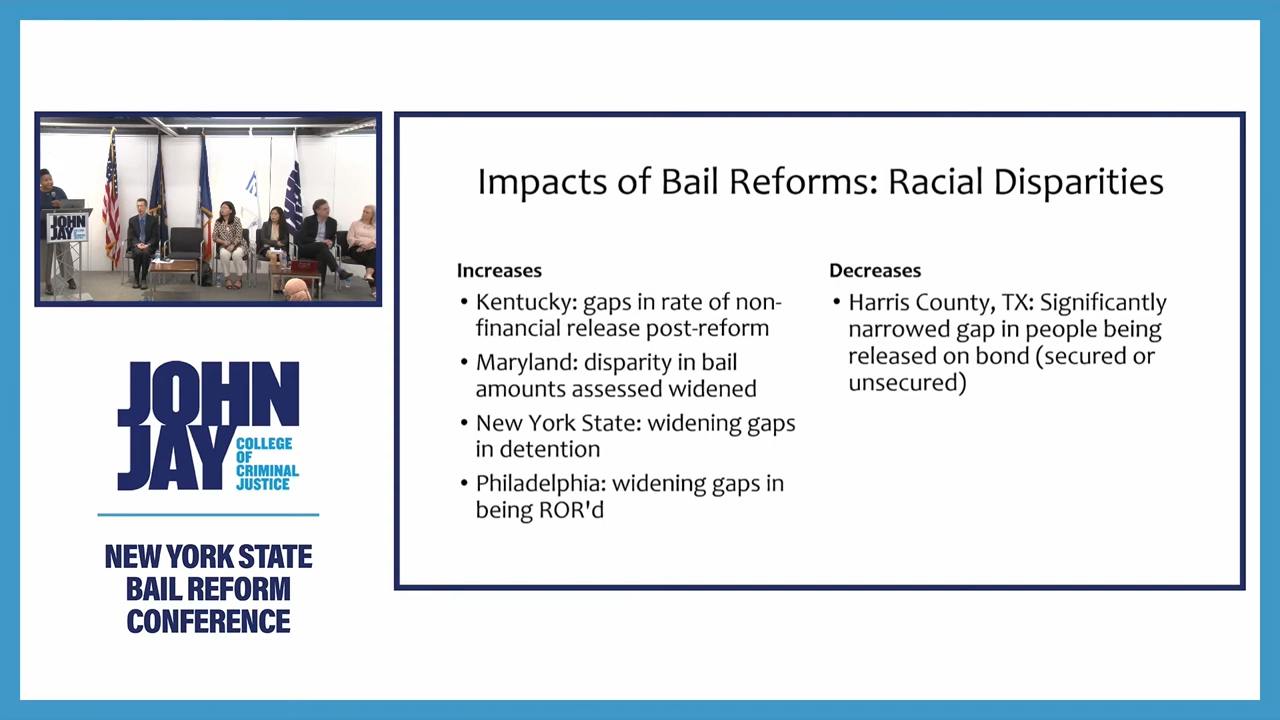 JOHN
JAY
Impacts of Bail Reforms: Racial Disparities
Increases
• Kentucky: gaps in rate of non-
financial release post-reform
• Maryland: disparity in bail
amounts assessed widened
• New York State: widening gaps
in detention
• Philadelphia: widening gaps in
being ROR'd
Decreases
• Harris County, TX: Significantly
narrowed gap in people being
released on bond (secured or
unsecured)
JOHN
JAY
COLLEGE
OF
CRIMINAL
JUSTICE
NEW YORK STATE
BAIL REFORM
CONFERENCE